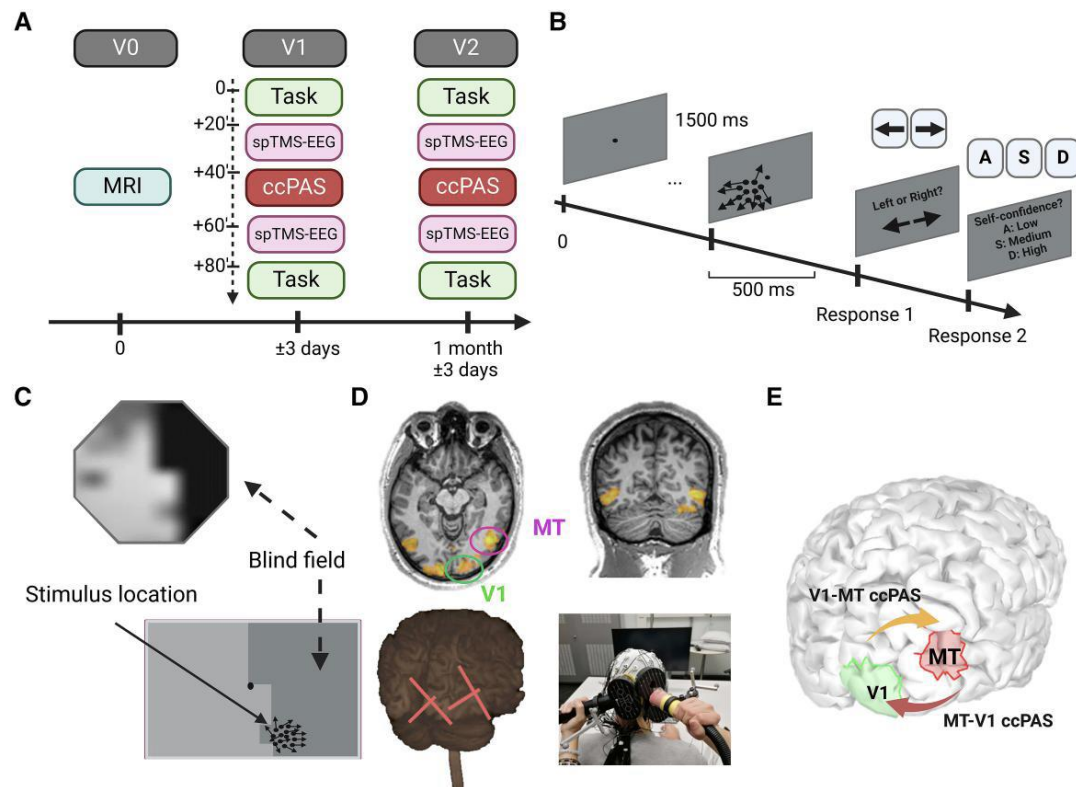 A
V0
V1
V2
0
Task
Task
+20'
spTMS-EEG
spTMS-EEG
+40'
MRI
ccPAS
ccPAS
+60'
spTMS-EEG
spTMS-EEG
+80'
Task
Task
0
±3 days
1 month
±3 days
B
1500 ms
...
A
S
D
Left or Right?
Self-confidence?
A: Low
S: Medium
D: High
0
500 ms
Response 1
Response 2
C
Blind field
Stimulus location
D
MT
V1
E
V1-MT ccPAS
MT
V1
MT-V1 ccPAS